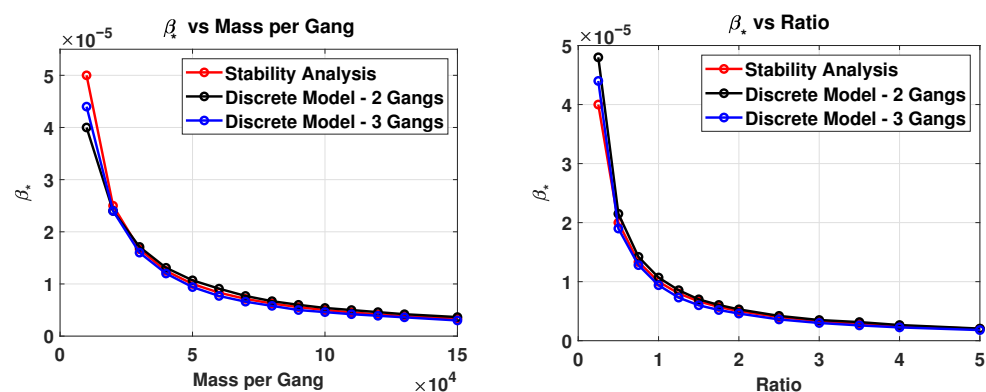 β* vs Mass per Gang
×10⁻⁵
5
4
3
2
1
0
β*
0
5
10
15
Mass per Gang
×10⁴
Stability Analysis
Discrete Model - 2 Gangs
Discrete Model - 3 Gangs
β* vs Ratio
×10⁻⁵
5
4
3
2
1
0
β*
0
1
2
3
4
5
Ratio
Stability Analysis
Discrete Model - 2 Gangs
Discrete Model - 3 Gangs